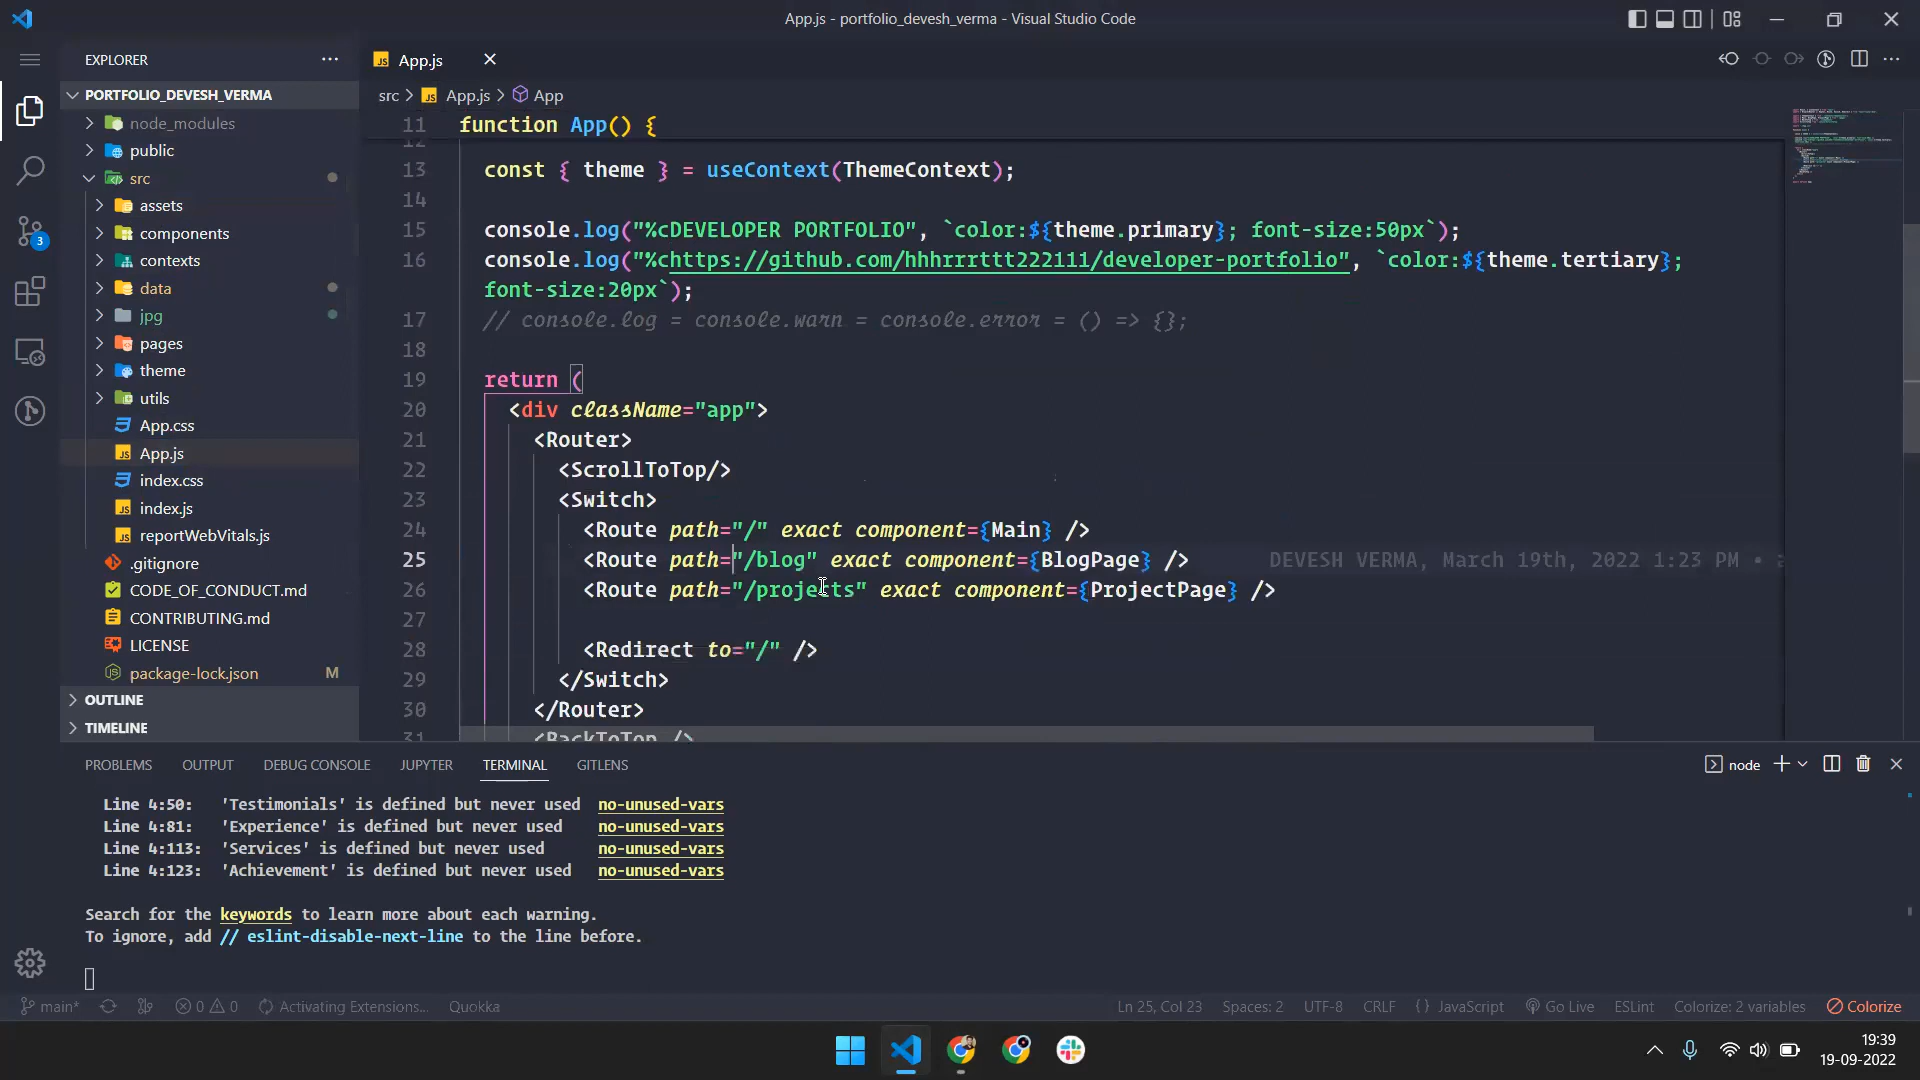 App.js - portfolio_devesh_verma - Visual Studio Code
EXPLORER
PORTFOLIO_DEVESH_VERMA
node_modules
public
src
assets
components
contexts
data
jpg
pages
theme
utils
App.css
JS App.js
index.css
JS index.js
JS reportWebVitals.js
.gitignore
CODE_OF_CONDUCT.md
CONTRIBUTING.md
LICENSE
package-lock.json M
OUTLINE
TIMELINE
3
JS App.js
src > JS App.js > App
11 function App() {
12
13 const { theme } = useContext(ThemeContext);
14
15 console.log("%cDEVELOPER PORTFOLIO", `color:${theme.primary}; font-size:50px`);
16 console.log("%chttps://github.com/hhhrrrttt222111/developer-portfolio", `color:${theme.tertiary};
font-size:20px`);
17 // console.log = console.warn = console.error = () => {};
18
19 return (
20 <div className="app">
21 <Router>
22 <ScrollToTop/>
23 <Switch>
24 <Route path="/" exact component={Main} />
25 <Route path="/blog" exact component={BlogPage} /> DEVESH VERMA, March 19th, 2022 1:23 PM •
26 <Route path="/projects" exact component={ProjectPage} />
27
28 <Redirect to="/" />
29 </Switch>
30 </Router>
31 <BackToTop />
PROBLEMS OUTPUT DEBUG CONSOLE JUPYTER TERMINAL GITLENS
node
Line 4:50: 'Testimonials' is defined but never used no-unused-vars
Line 4:81: 'Experience' is defined but never used no-unused-vars
Line 4:113: 'Services' is defined but never used no-unused-vars
Line 4:123: 'Achievement' is defined but never used no-unused-vars
Search for the keywords to learn more about each warning.
To ignore, add // eslint-disable-next-line to the line before.
main* 0 0 Activating Extensions... Quokka Ln 25, Col 23 Spaces: 2 UTF-8 CRLF {} JavaScript Go Live ESLint Colorize: 2 variables Colorize
19:39
19-09-2022